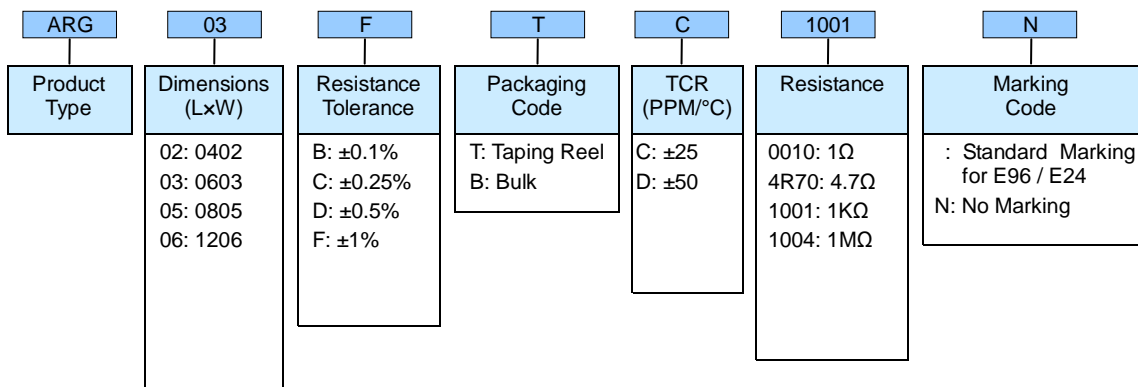 ARG 03 F T C 1001 N
Product Type
Dimensions (L×W)
Resistance Tolerance
Packaging Code
TCR (PPM/°C)
Resistance
Marking Code
02: 0402
03: 0603
05: 0805
06: 1206
B: ±0.1%
C: ±0.25%
D: ±0.5%
F: ±1%
T: Taping Reel
B: Bulk
C: ±25
D: ±50
0010: 1Ω
4R70: 4.7Ω
1001: 1KΩ
1004: 1MΩ
: Standard Marking
for E96 / E24
N: No Marking